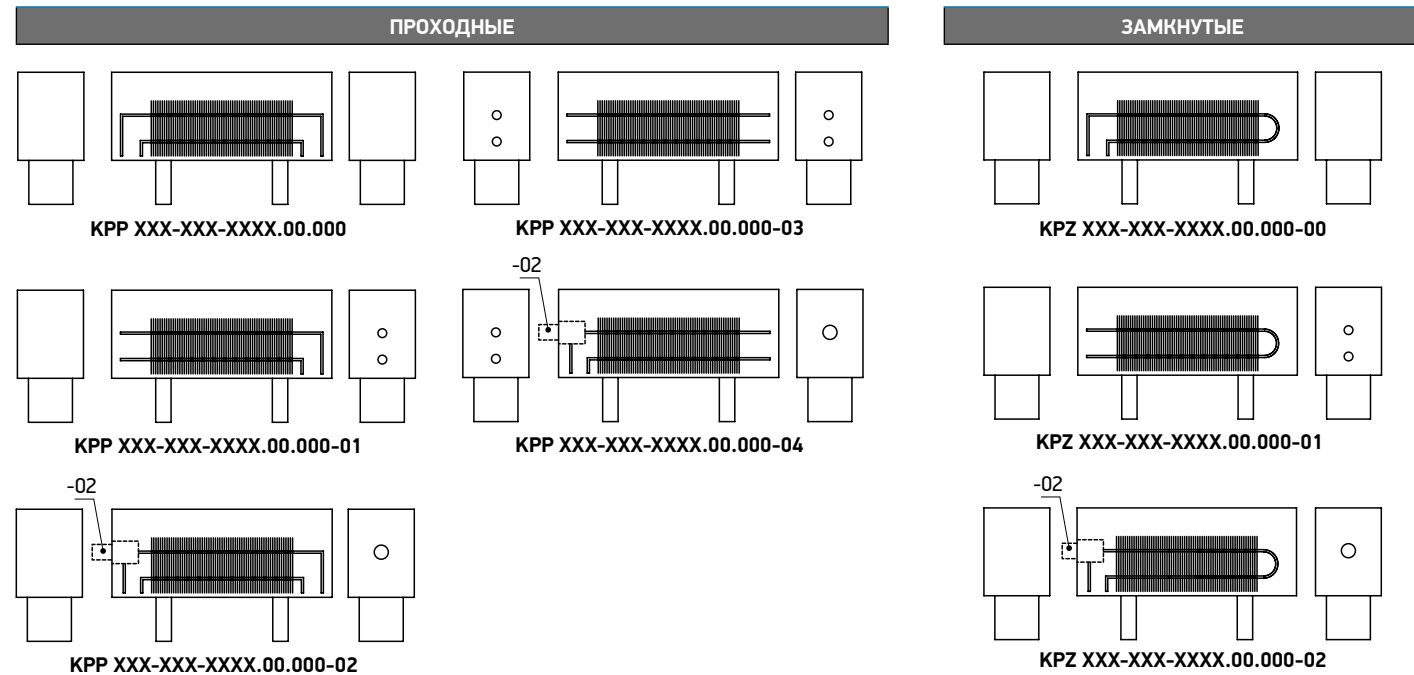 ПРОХОДНЫЕ
KPP XXX-XXX-XXXX.00.000
KPP XXX-XXX-XXXX.00.000-03
KPP XXX-XXX-XXXX.00.000-01
-02
KPP XXX-XXX-XXXX.00.000-04
-02
KPP XXX-XXX-XXXX.00.000-02
ЗАМКНУТЫЕ
KPZ XXX-XXX-XXXX.00.000-00
KPZ XXX-XXX-XXXX.00.000-01
-02
KPZ XXX-XXX-XXXX.00.000-02